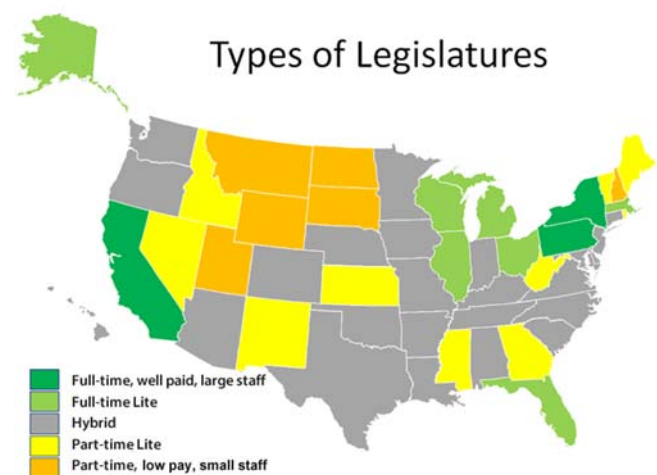 Types of Legislatures
Full-time, well paid, large staff
Full-time Lite
Hybrid
Part-time Lite
Part-time, low pay, small staff